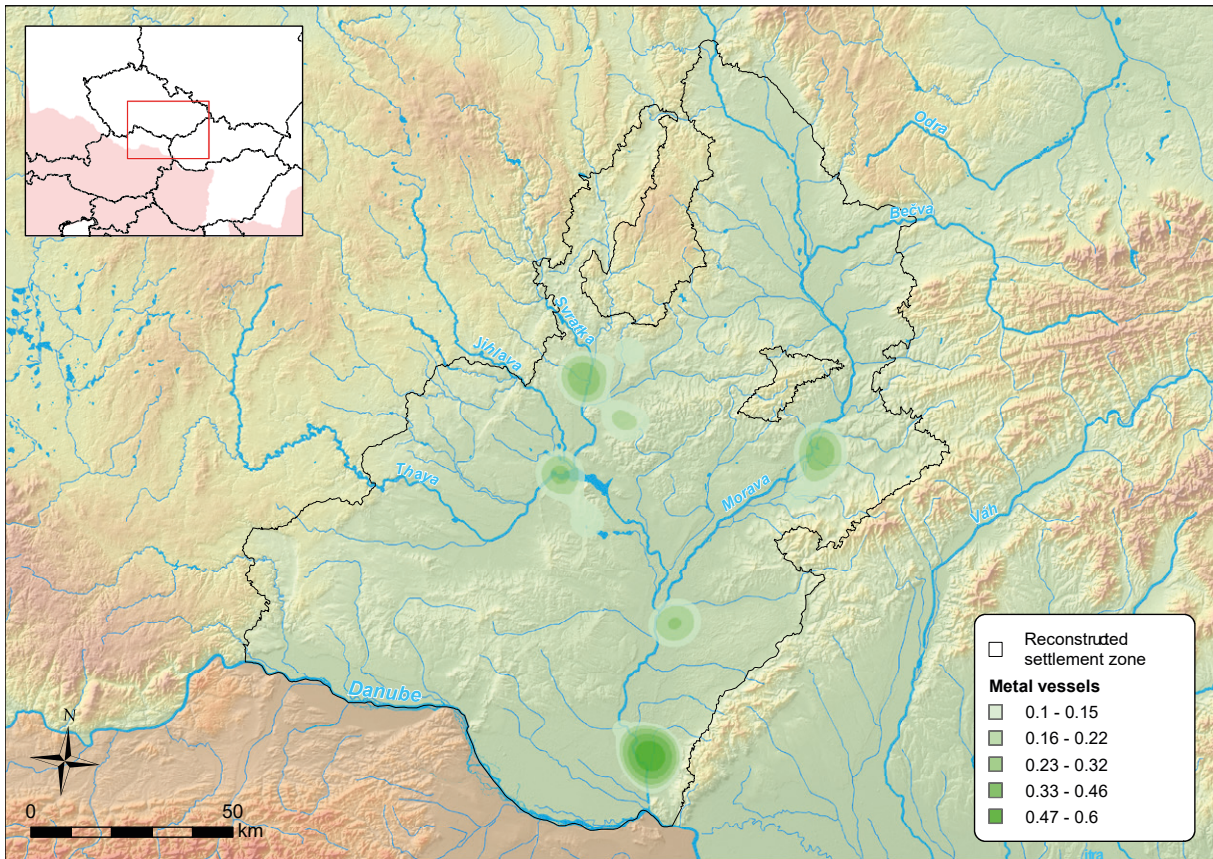 Odra
Bečva
Svratka
Jihlava
Thaya
Morava
Váh
Danube
N
0 50
km
Reconstructed
settlement zone
Metal vessels
0.1 - 0.15
0.16 - 0.22
0.23 - 0.32
0.33 - 0.46
0.47 - 0.6